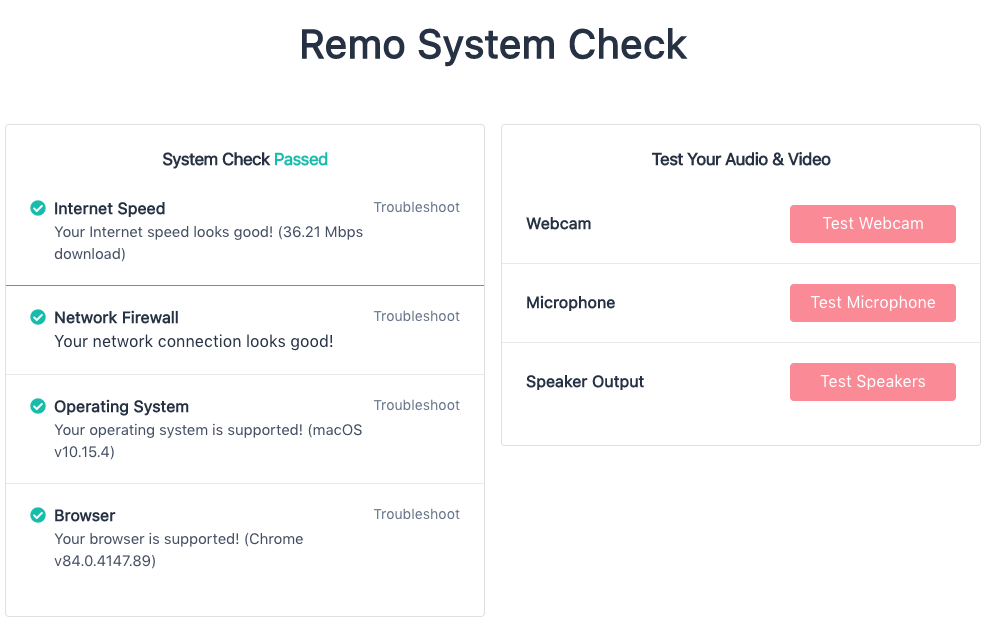 Remo System Check
System Check Passed
Internet Speed
Troubleshoot
Your Internet speed looks good! (36.21 Mbps
download)
Network Firewall
Troubleshoot
Your network connection looks good!
Operating System
Troubleshoot
Your operating system is supported! (macOS
v10.15.4)
Browser
Troubleshoot
Your browser is supported! (Chrome
v84.0.4147.89)
Test Your Audio & Video
Webcam
Test Webcam
Microphone
Test Microphone
Speaker Output
Test Speakers